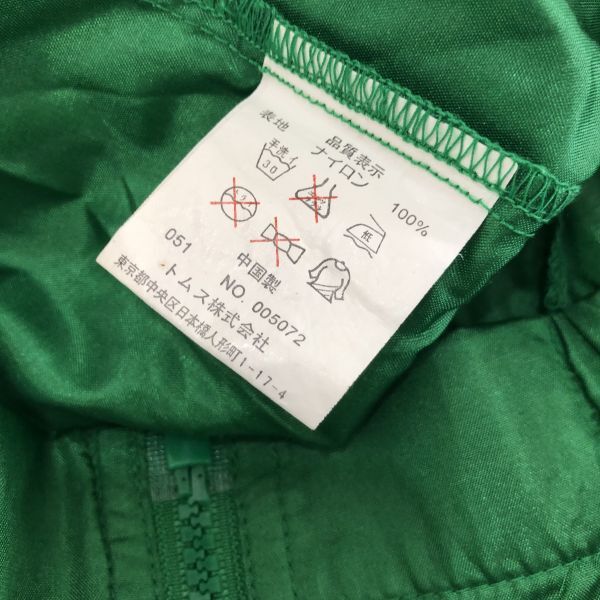 品質表示
表地 ナイロン 100%
手洗イ 30
低
中国製
051 NO. 005072
トムス株式会社
東京都中央区日本橋人形町1-17-4